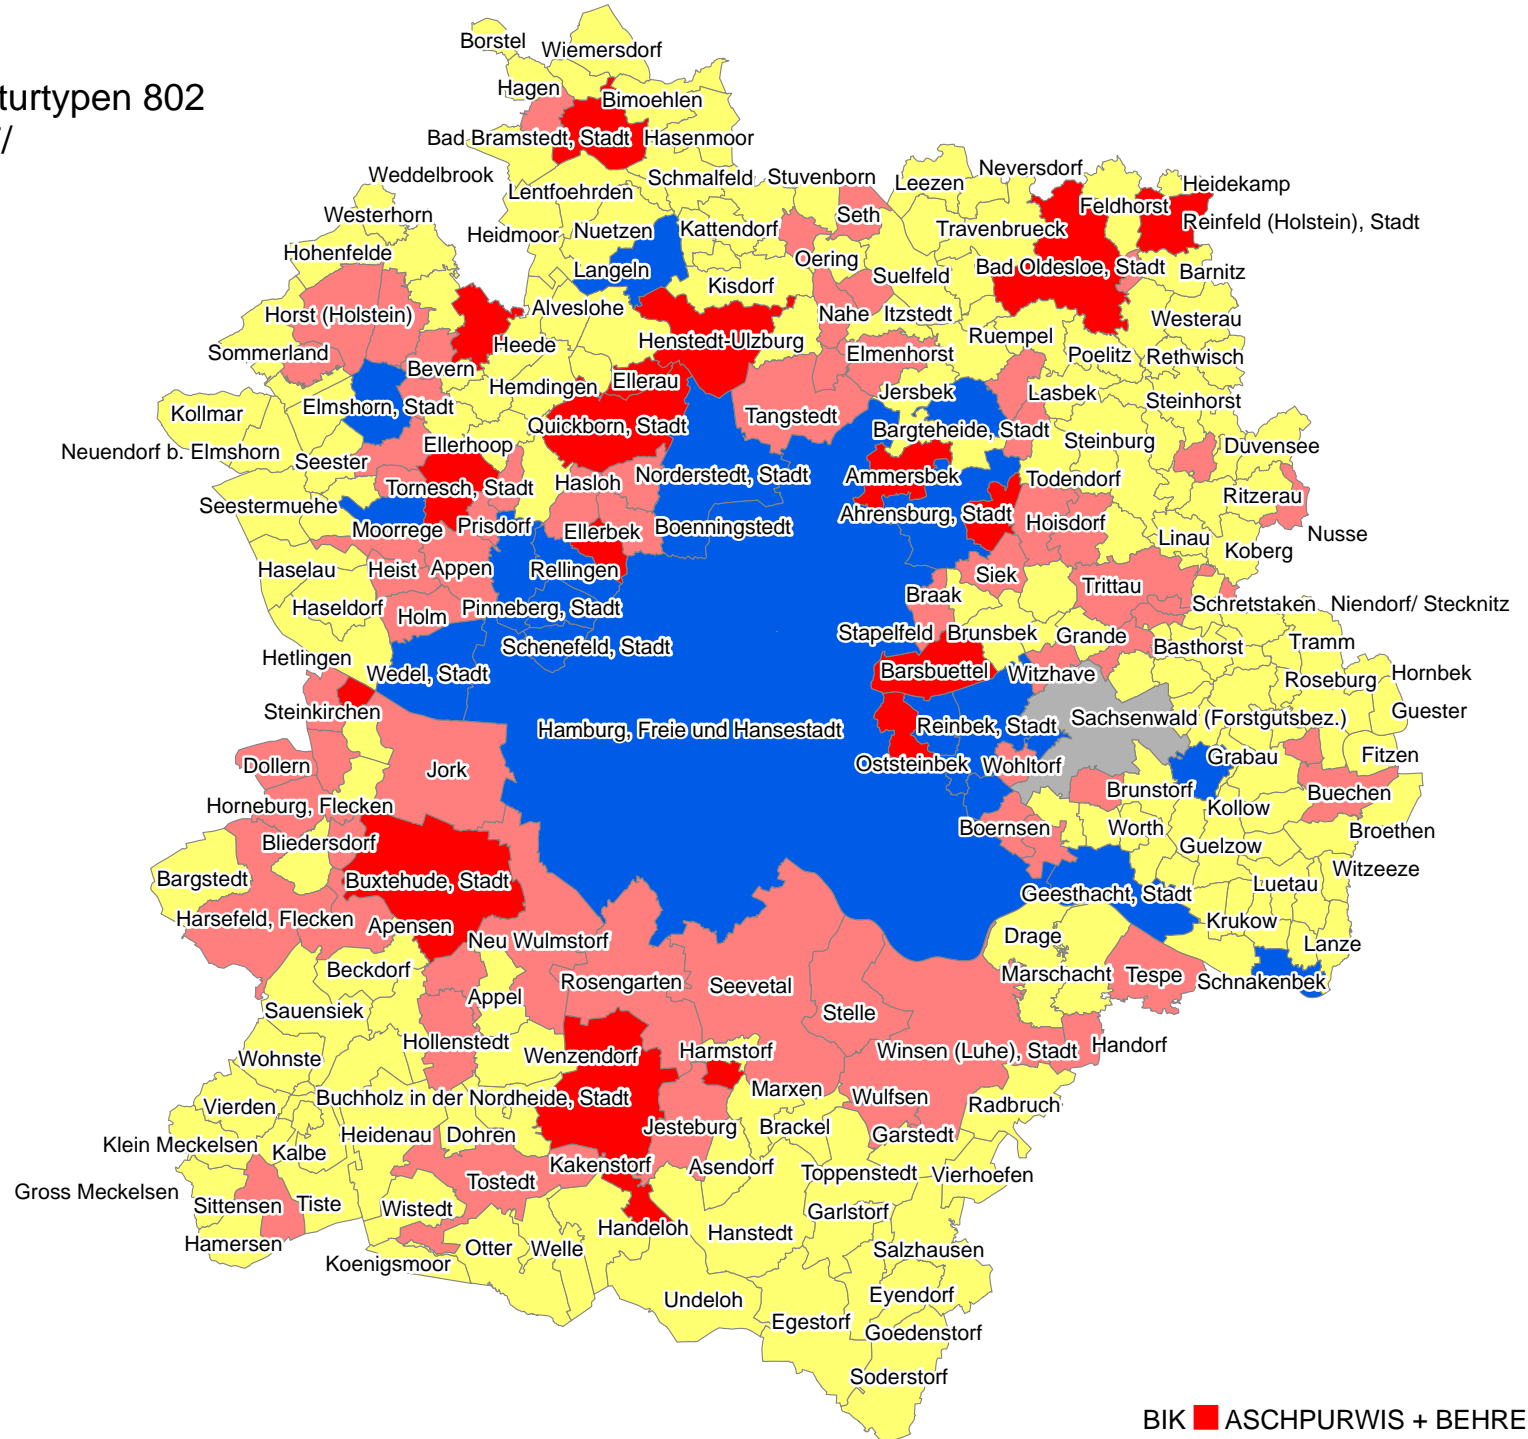 Borstel
Wiemersdorf
turtypen 802
Hagen
Bimoehlen
/
Bad Bramstedt, Stadt
Hasenmoor
Weddelbrook
Lentfoehrden
Schmalfeld
Stuvenborn
Leezen
Neversdorf
Heidekamp
Westerhorn
Seth
Feldhorst
Reinfeld (Holstein), Stadt
Heidmoor
Nuetzen
Kattendorf
Travenbrueck
Hohenfelde
Langeln
Oering
Suelfeld
Bad Oldesloe, Stadt
Barnitz
Kisdorf
Horst (Holstein)
Alveslohe
Nahe
Itzstedt
Westerau
Heede
Henstedt-Ulzburg
Ruempel
Sommerland
Elmenhorst
Poelitz
Rethwisch
Bevern
Hemdingen
Ellerau
Jersbek
Lasbek
Steinhorst
Kollmar
Elmshorn, Stadt
Quickborn, Stadt
Tangstedt
Bargteheide, Stadt
Steinburg
Duvensee
Neuendorf b. Elmshorn
Seester
Ellerhoop
Hasloh
Norderstedt, Stadt
Ammersbek
Todendorf
Ritzerau
Seestermuehe
Tornesch, Stadt
Moorrege
Prisdorf
Ellerbek
Boenningstedt
Ahrensburg, Stadt
Hoisdorf
Linau
Koberg
Nusse
Haselau
Heist
Appen
Rellingen
Siek
Trittau
Haseldorf
Holm
Pinneberg, Stadt
Braak
Schretstaken
Niendorf/ Stecknitz
Schenefeld, Stadt
Stapelfeld
Brunsbek
Grande
Basthorst
Tramm
Hetlingen
Wedel, Stadt
Barsbuettel
Witzhave
Roseburg
Hornbek
Steinkirchen
Hamburg, Freie und Hansestadt
Reinbek, Stadt
Sachsenwald (Forstgutsbez.)
Guester
Dollern
Jork
Oststeinbek
Wohltorf
Grabau
Fitzen
Horneburg, Flecken
Brunstorf
Kollow
Buechen
Bliedersdorf
Boernsen
Worth
Guelzow
Broethen
Bargstedt
Buxtehude, Stadt
Geesthacht, Stadt
Luetau
Witzeeze
Harsefeld, Flecken
Apensen
Neu Wulmstorf
Drage
Krukow
Lanze
Beckdorf
Rosengarten
Seevetal
Marschacht
Tespe
Schnakenbek
Sauensiek
Appel
Stelle
Wohnste
Hollenstedt
Wenzendorf
Harmstorf
Winsen (Luhe), Stadt
Handorf
Vierden
Buchholz in der Nordheide, Stadt
Marxen
Wulfsen
Radbruch
Klein Meckelsen
Kalbe
Heidenau
Dohren
Jesteburg
Brackel
Garstedt
Gross Meckelsen
Sittensen
Tiste
Wistedt
Tostedt
Kakenstorf
Asendorf
Toppenstedt
Vierhoefen
Hamersen
Koenigsmoor
Otter
Welle
Handeloh
Hanstedt
Garlstorf
Salzhausen
Undeloh
Egestorf
Eyendorf
Goedenstorf
Soderstorf
BIK ASCHPURWIS + BEHRE